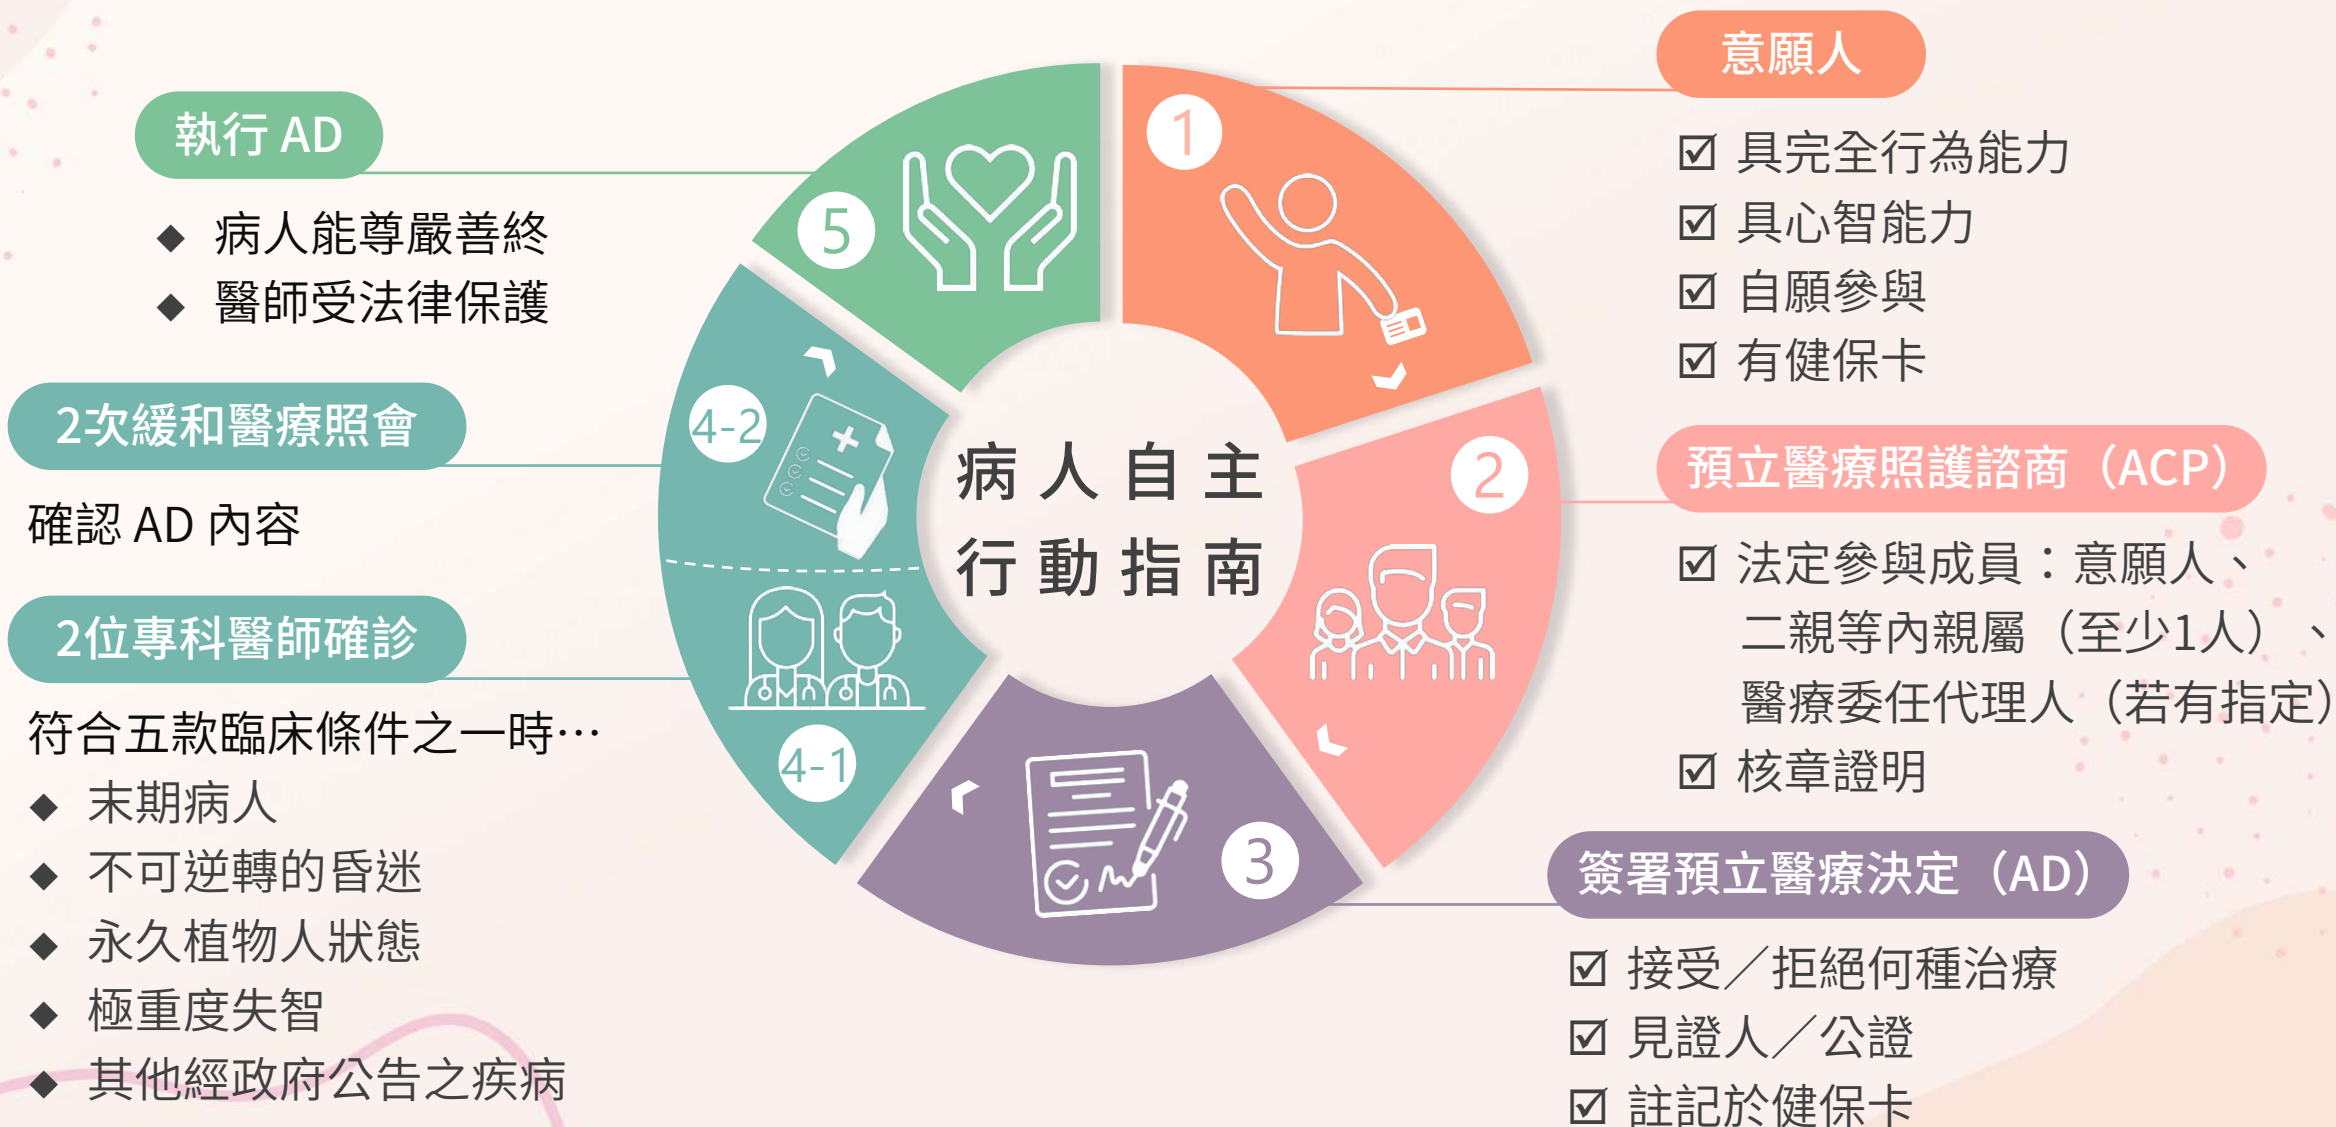 病人自主
行動指南
1
意願人
☑ 具完全行為能力
☑ 具心智能力
☑ 自願參與
☑ 有健保卡
2
預立醫療照護諮商（ACP）
☑ 法定參與成員：意願人、
二親等內親屬（至少1人）、
醫療委任代理人（若有指定）
☑ 核章證明
3
簽署預立醫療決定（AD）
☑ 接受／拒絕何種治療
☑ 見證人／公證
☑ 註記於健保卡
4-1
2位專科醫師確診
符合五款臨床條件之一時…
◆ 末期病人
◆ 不可逆轉的昏迷
◆ 永久植物人狀態
◆ 極重度失智
◆ 其他經政府公告之疾病
4-2
2次緩和醫療照會
確認 AD 內容
5
執行 AD
◆ 病人能尊嚴善終
◆ 醫師受法律保護